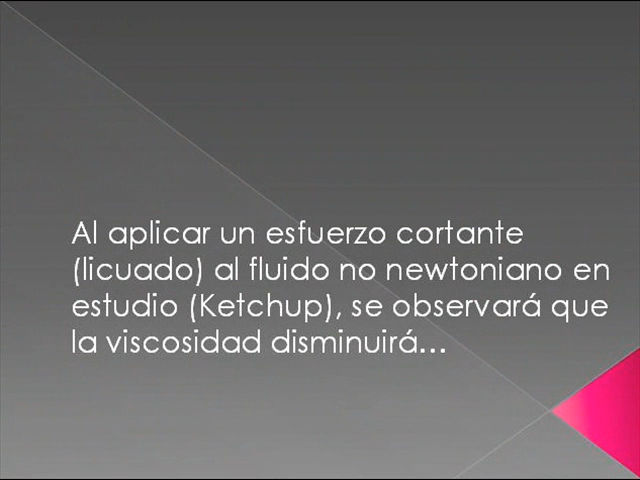 Al aplicar un esfuerzo cortante
(licuado) al fluido no newtoniano en
estudio (Ketchup), se observará que
la viscosidad disminuirá...